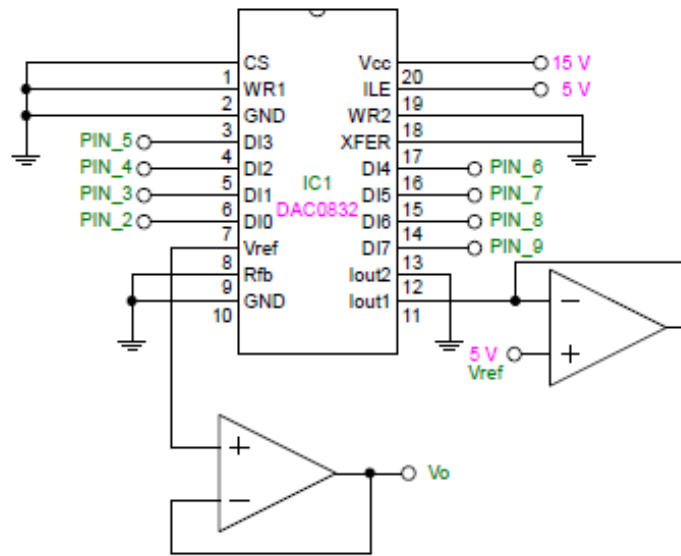 CS Vcc 15 V
1 20
WR1 ILE 5 V
2 19
GND WR2
3 18
PIN_5 DI3 XFER
4 17
PIN_4 DI2 DI4 PIN_6
5 IC1 16
PIN_3 DI1 DI5 PIN_7
6 DAC0832 15
PIN_2 DI0 DI6 PIN_8
7 14
Vref DI7 PIN_9
8 13
Rfb Iout2
9 12
GND Iout1 −
10 11
5 V +
Vref
+
Vo
−